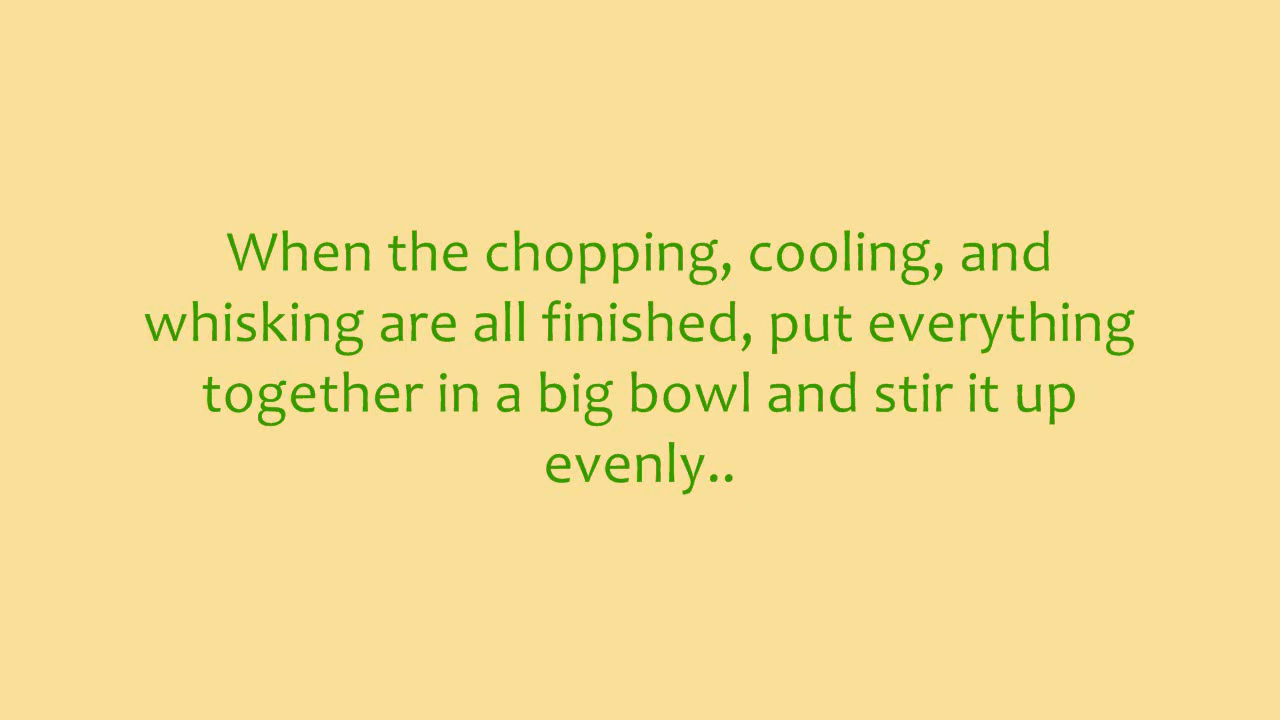 When the chopping, cooling, and
whisking are all finished, put everything
together in a big bowl and stir it up
evenly..